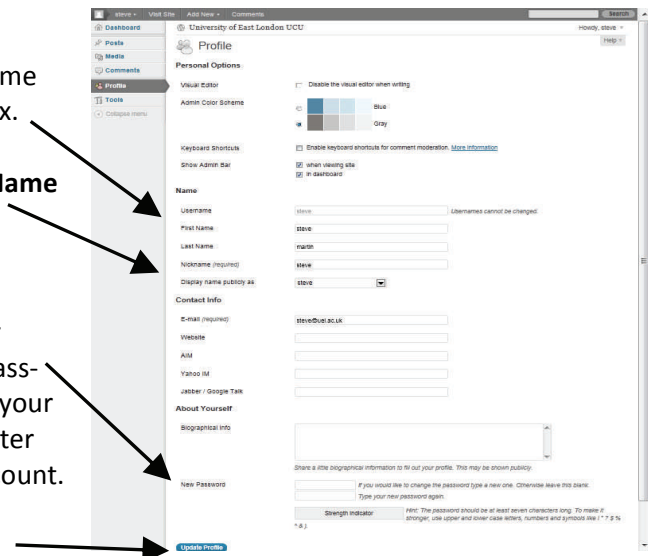 steve Visit Site Add New Comments Search
Dashboard University of East London UCU Howdy, steve
Posts Profile Help
Media Personal Options
Comments Visual Editor Disable the visual editor when writing
Profile Admin Color Scheme Blue
Tools Gray
Collapse menu
Keyboard Shortcuts Enable keyboard shortcuts for comment moderation. More information
Show Admin Bar when viewing site
in dashboard
Name
Username steve Usernames cannot be changed.
First Name steve
Last Name martin
Nickname (required) steve
Display name publicly as steve
Contact Info
E-mail (required) steve@uel.ac.uk
Website
AIM
Yahoo IM
Jabber / Google Talk
About Yourself
Biographical Info
Share a little biographical information to fill out your profile. This may be shown publicly.
New Password If you would like to change the password type a new one. Otherwise leave this blank.
Type your new password again.
Strength indicator Hint: The password should be at least seven characters long. To make it
stronger, use upper and lower case letters, numbers and symbols like ! " ? $ %
^ & ).
Update Profile
me
x.
lame
ass-
your
ter
ount.